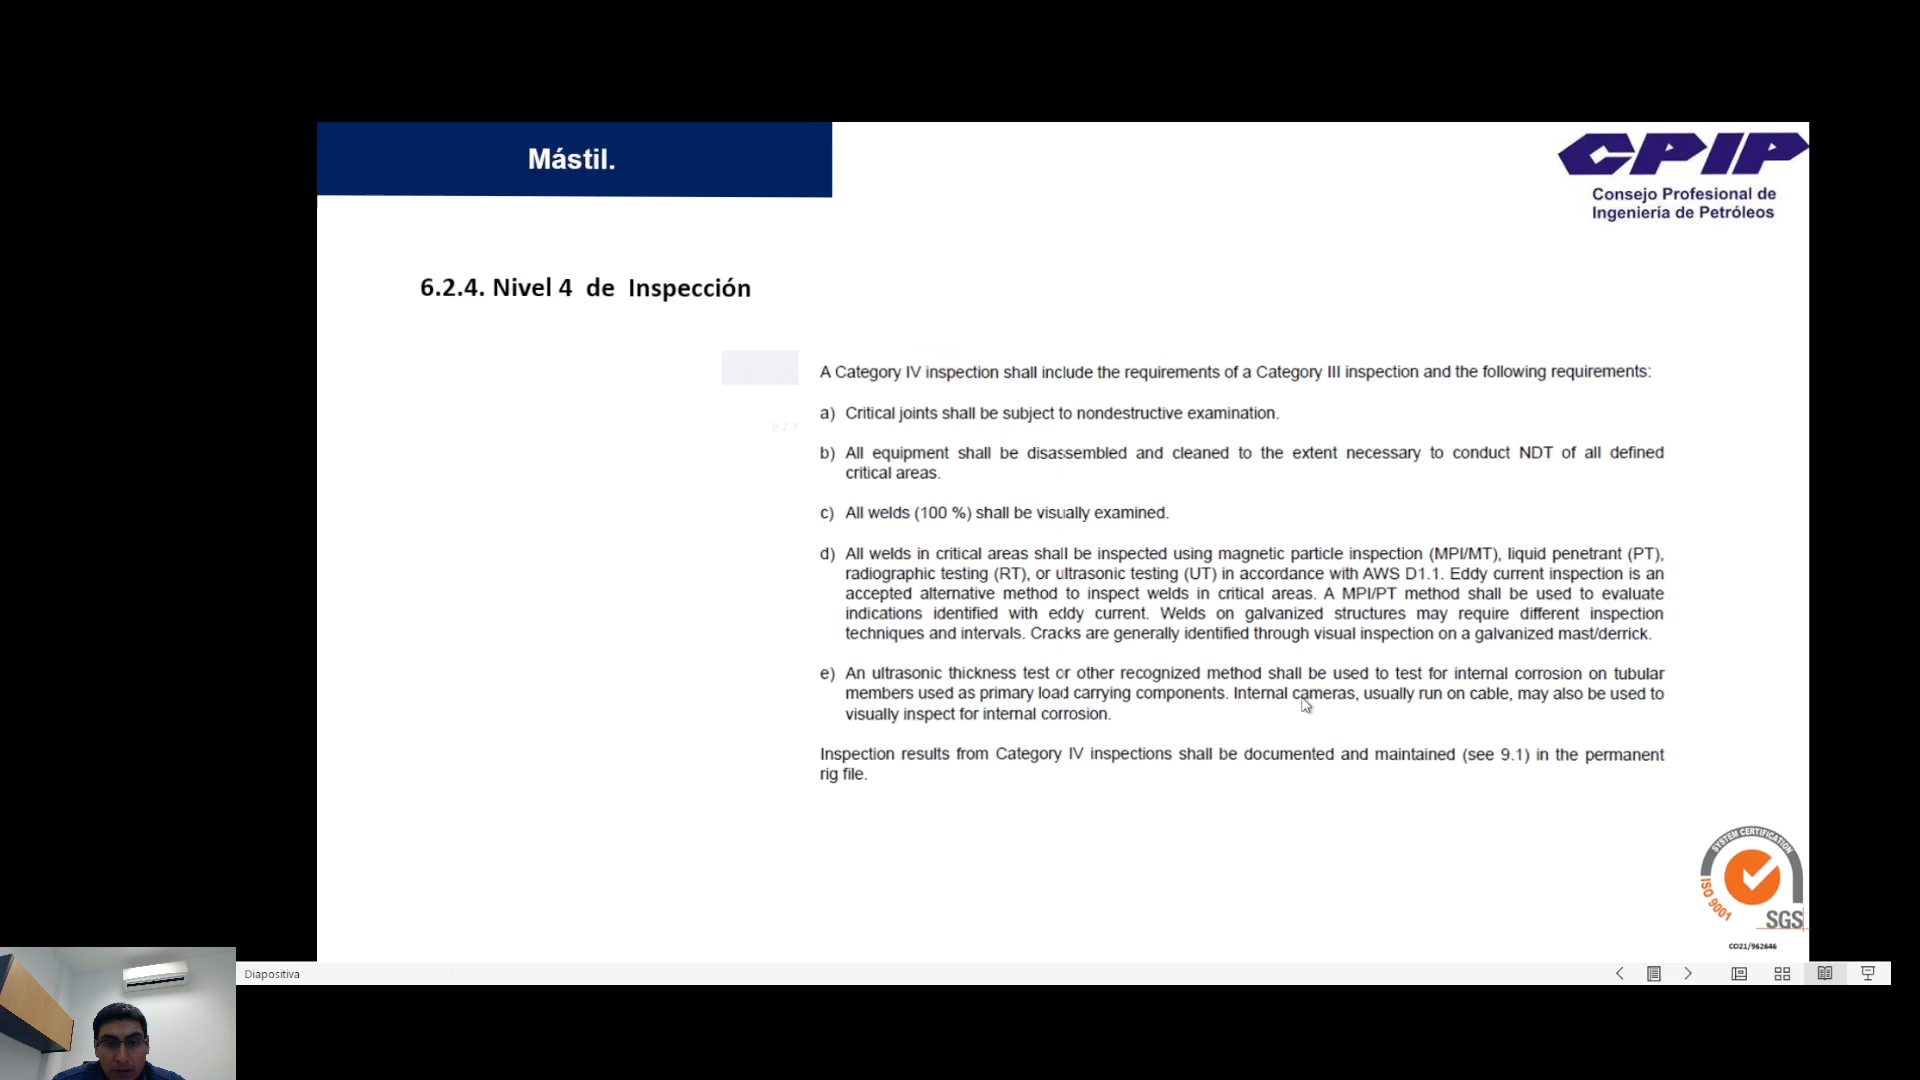 Mástil.
CPIP
Consejo Profesional de
Ingeniería de Petróleos
6.2.4. Nivel 4 de Inspección
A Category IV inspection shall include the requirements of a Category III inspection and the following requirements:
a) Critical joints shall be subject to nondestructive examination.
6.2.3
b) All equipment shall be disassembled and cleaned to the extent necessary to conduct NDT of all defined
critical areas.
c) All welds (100 %) shall be visually examined.
d) All welds in critical areas shall be inspected using magnetic particle inspection (MPI/MT), liquid penetrant (PT),
radiographic testing (RT), or ultrasonic testing (UT) in accordance with AWS D1.1. Eddy current inspection is an
accepted alternative method to inspect welds in critical areas. A MPI/PT method shall be used to evaluate
indications identified with eddy current. Welds on galvanized structures may require different inspection
techniques and intervals. Cracks are generally identified through visual inspection on a galvanized mast/derrick.
e) An ultrasonic thickness test or other recognized method shall be used to test for internal corrosion on tubular
members used as primary load carrying components. Internal cameras, usually run on cable, may also be used to
visually inspect for internal corrosion.
Inspection results from Category IV inspections shall be documented and maintained (see 9.1) in the permanent
rig file.
SYSTEM CERTIFICATION
ISO 9001
SGS
CO21/962646
Diapositiva